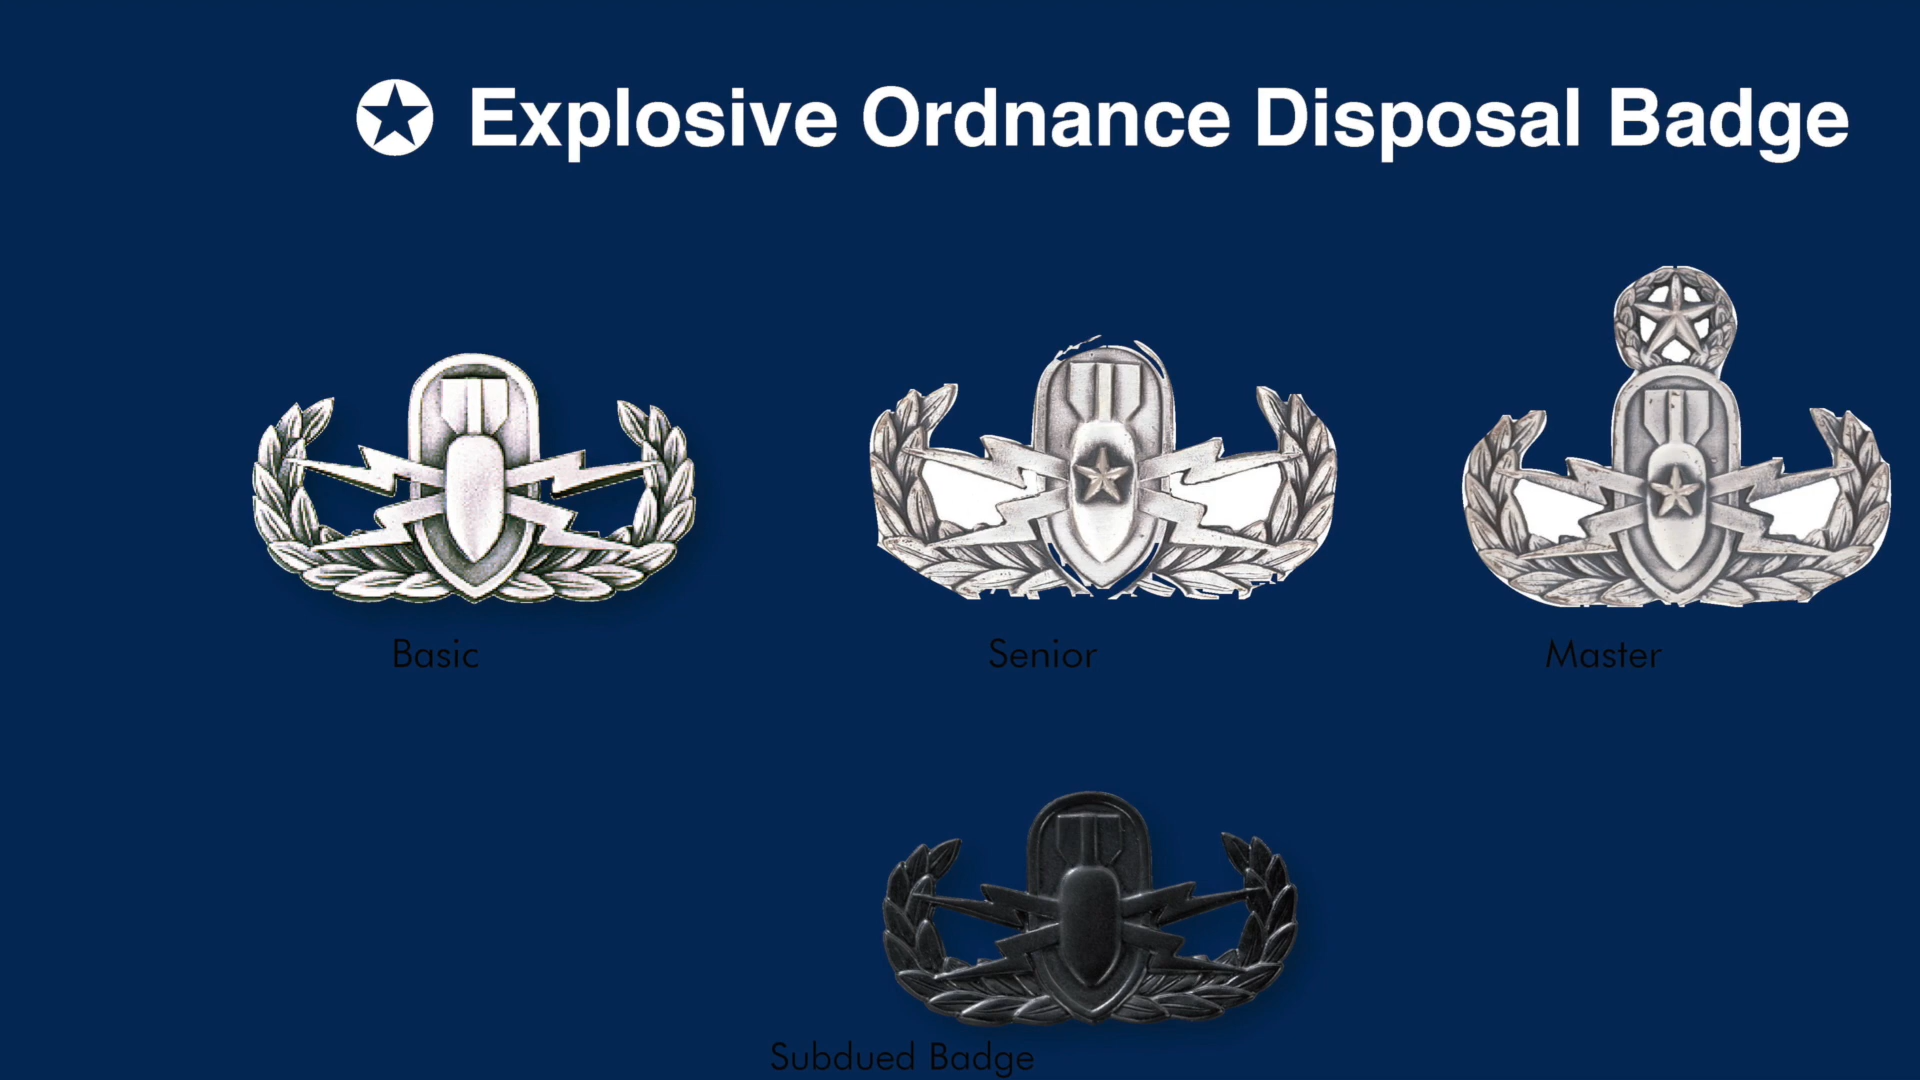 Explosive Ordnance Disposal Badge
Basic
Senior
Master
Subdued Badge